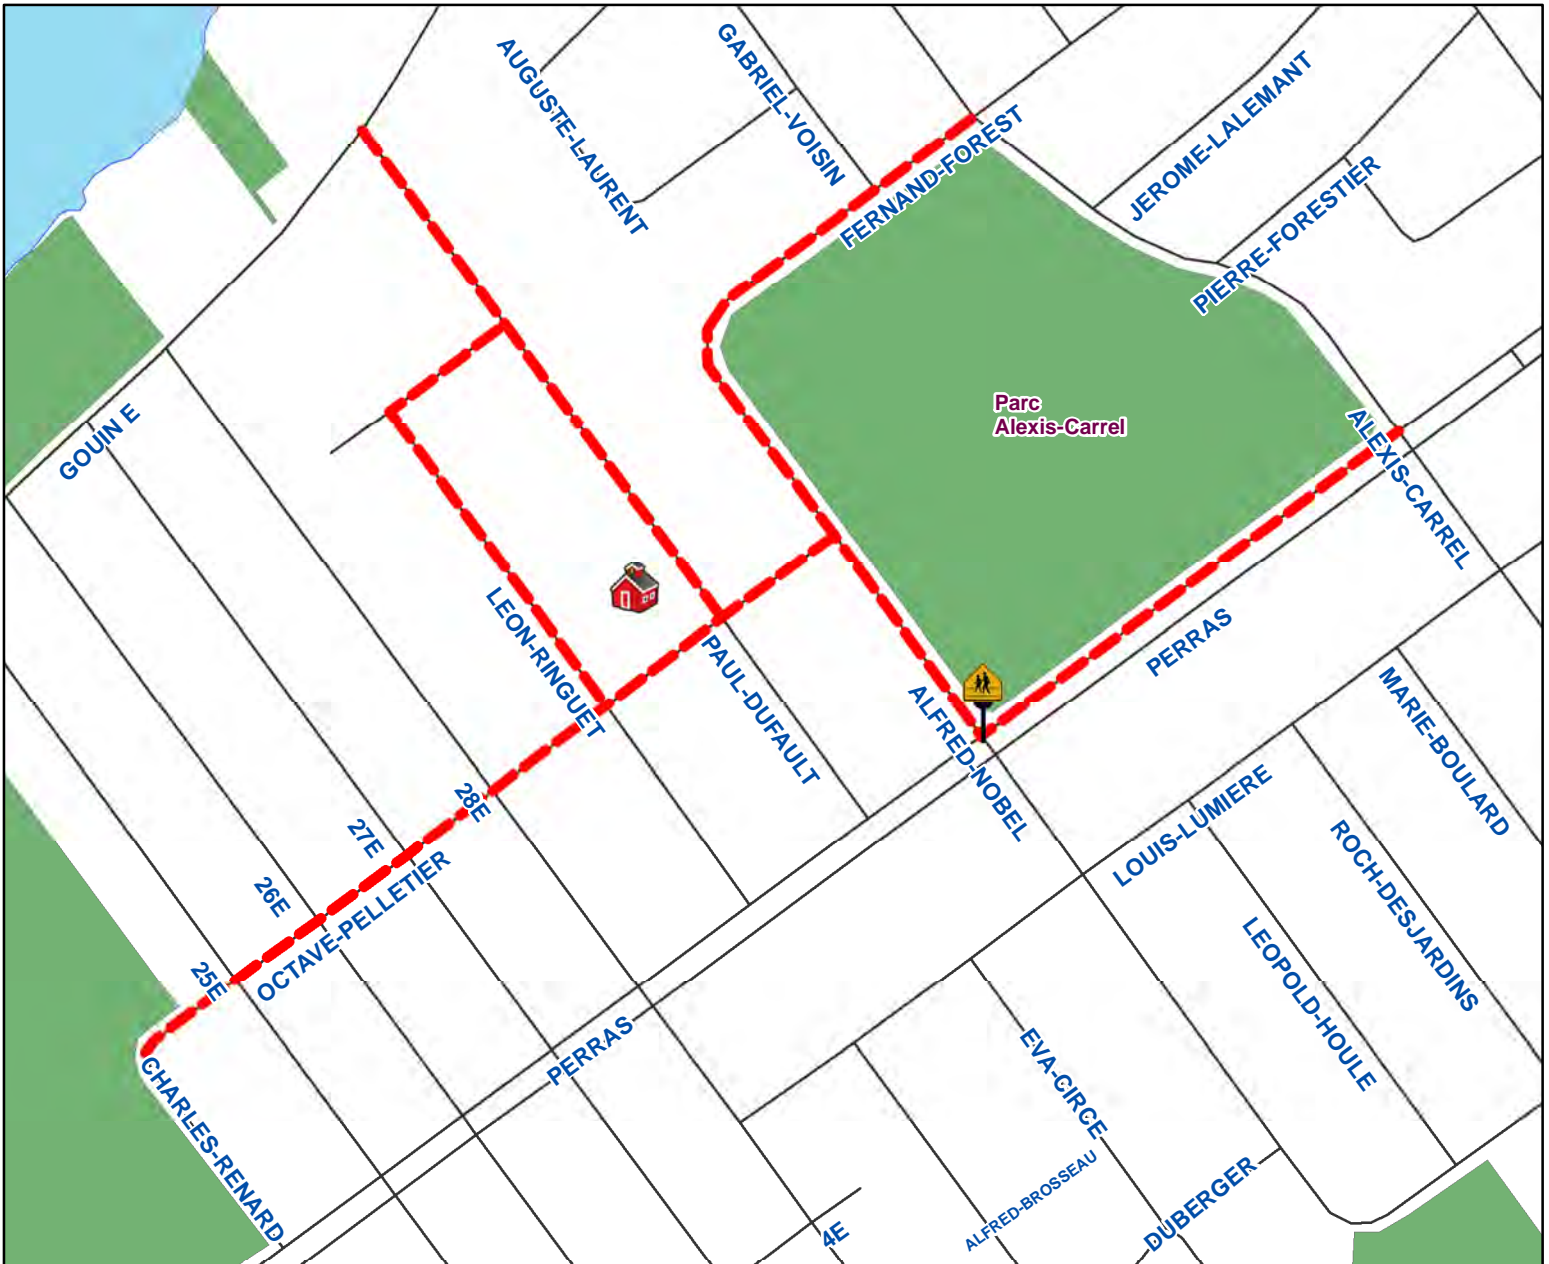 AUGUSTE-LAURENT
GABRIEL-VOISIN
FERNAND-FOREST
JEROME-LALEMANT
PIERRE-FORESTIER
GOUIN E
Parc
Alexis-Carrel
ALEXIS-CARREL
LEON-RINGUET
PAUL-DUFAULT
ALFRED-NOBEL
PERRAS
MARIE-BOULARD
LOUIS-LUMIERE
ROCH-DESJARDINS
LEOPOLD-HOULE
28E
27E
26E
25E
OCTAVE-PELLETIER
PERRAS
CHARLES-RENARD
EVA-CIRCE
ALFRED-BROSSEAU
DUBERGER
4E